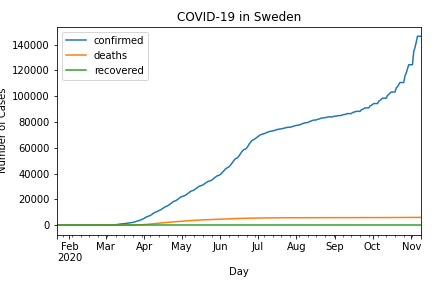 COVID-19 in Sweden
confirmed
deaths
recovered
140000
120000
100000
80000
60000
40000
20000
0
Number of Cases
Feb Mar Apr May Jun Jul Aug Sep Oct Nov
2020
Day